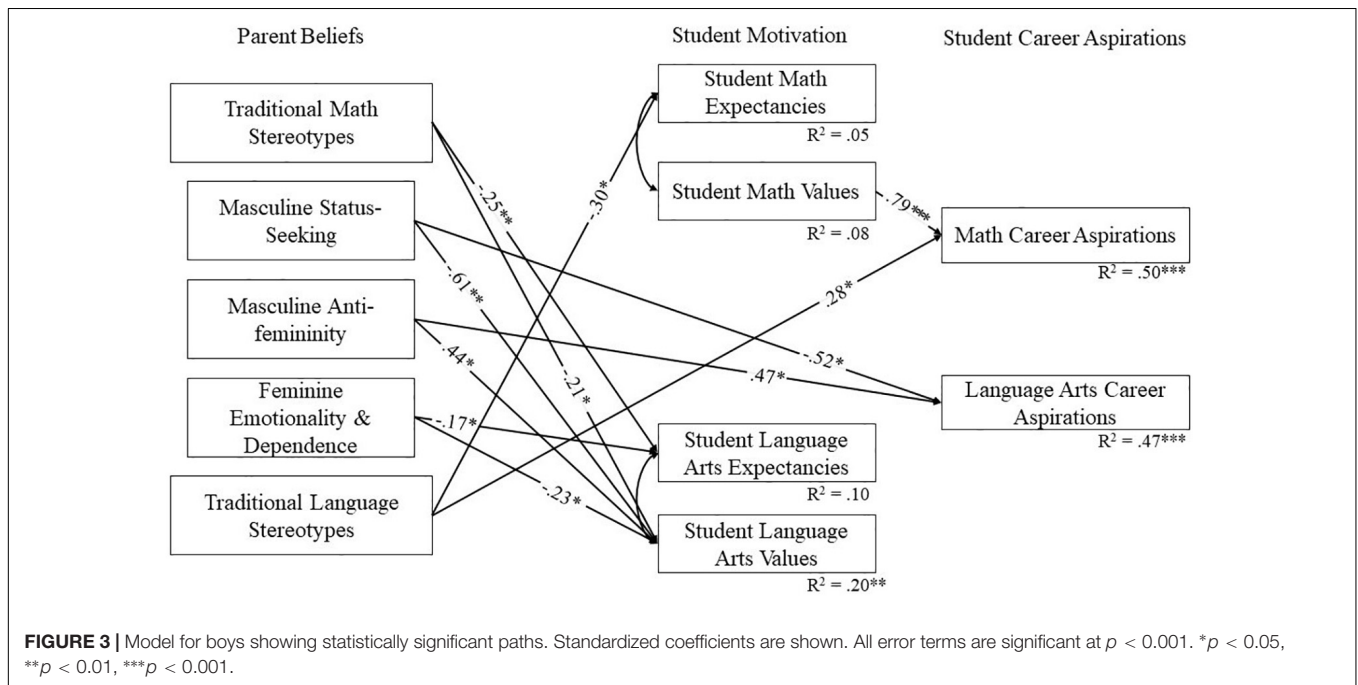 Parent Beliefs
Student Motivation
Student Career Aspirations
Traditional Math
Stereotypes
Masculine Status-
Seeking
Masculine Anti-
femininity
Feminine
Emotionality &
Dependence
Traditional Language
Stereotypes
-.25**
-.61**
.44*
-.17*
-.23*
-.21*
-.30*
Student Math
Expectancies
R² = .05
Student Math Values
R² = .08
.79***
.28*
-.52*
.47*
Student Language
Arts Expectancies
R² = .10
Student Language
Arts Values
R² = .20**
Math Career Aspirations
R² = .50***
Language Arts Career
Aspirations
R² = .47***
FIGURE 3 | Model for boys showing statistically significant paths. Standardized coefficients are shown. All error terms are significant at p < 0.001. *p < 0.05,
**p < 0.01, ***p < 0.001.